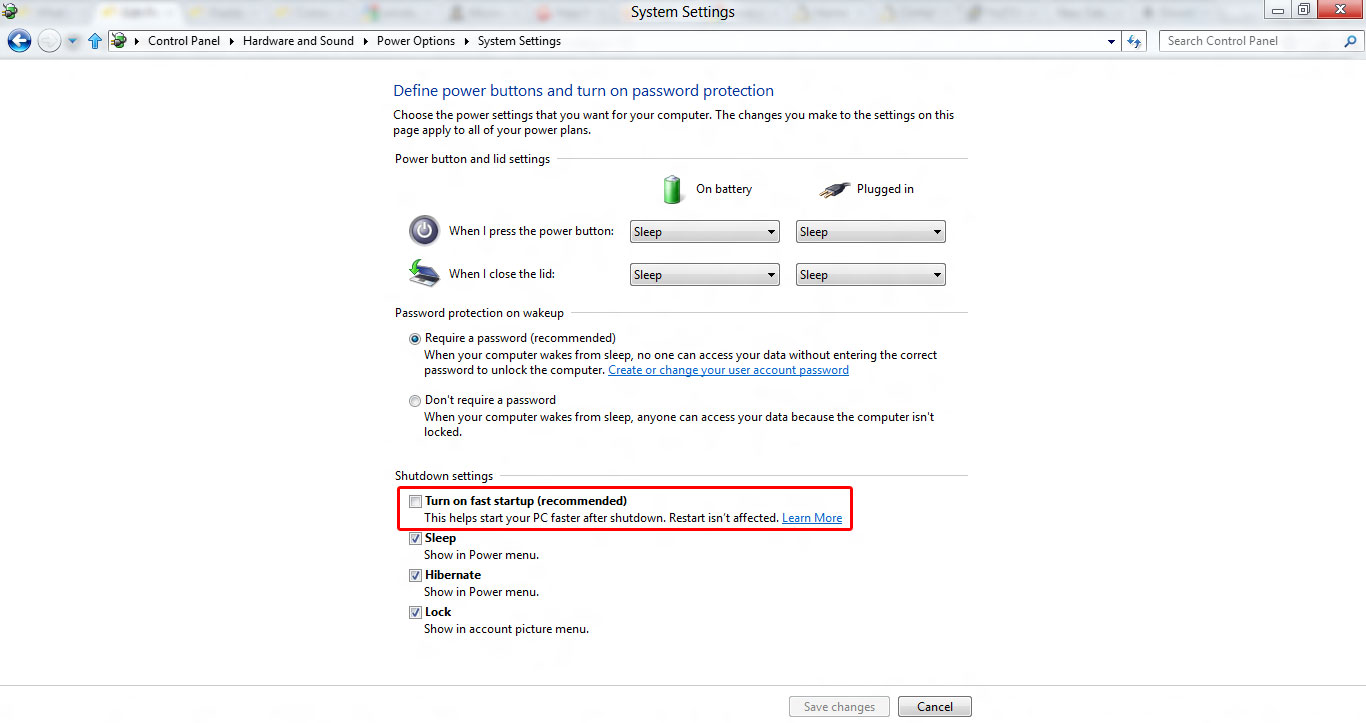 System Settings
Control Panel
Hardware and Sound
Power Options
System Settings
Search Control Panel
Define power buttons and turn on password protection
Choose the power settings that you want for your computer. The changes you make to the settings on this
page apply to all of your power plans.
Power button and lid settings
On battery
Plugged in
When I press the power button:
Sleep
Sleep
When I close the lid:
Sleep
Sleep
Password protection on wakeup
Require a password (recommended)
When your computer wakes from sleep, no one can access your data without entering the correct
password to unlock the computer. Create or change your user account password
Don't require a password
When your computer wakes from sleep, anyone can access your data because the computer isn't
locked.
Shutdown settings
Turn on fast startup (recommended)
This helps start your PC faster after shutdown. Restart isn't affected. Learn More
Sleep
Show in Power menu.
Hibernate
Show in Power menu.
Lock
Show in account picture menu.
Save changes
Cancel